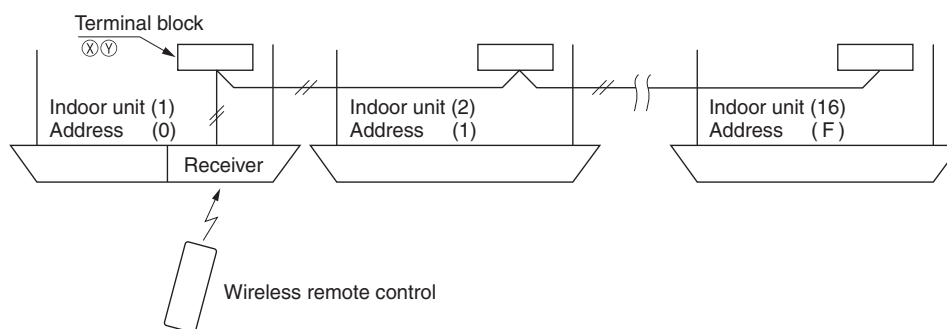 Terminal block
ⓍⓎ
Indoor unit (1)
Address (0)
Indoor unit (2)
Address (1)
Indoor unit (16)
Address ( F )
Receiver
Wireless remote control